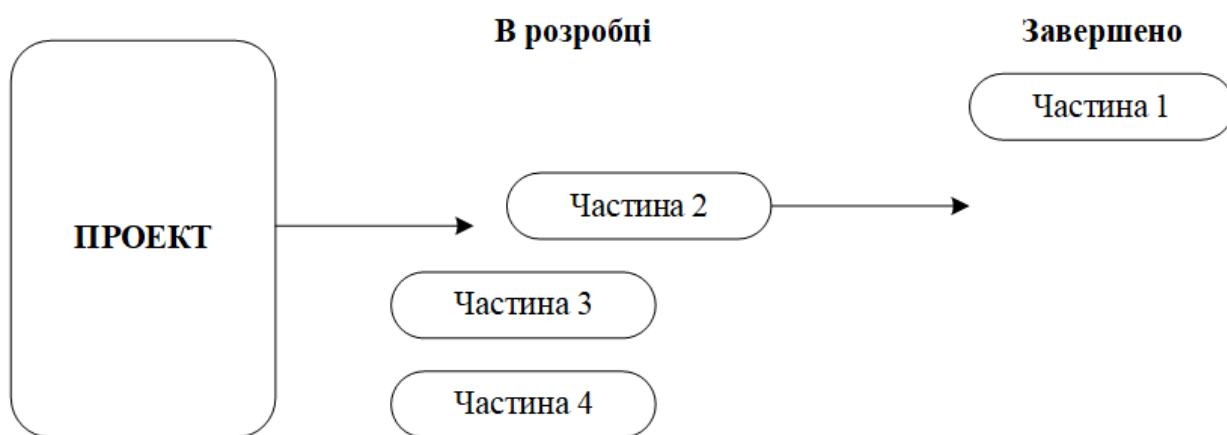 В розробці
Завершено
Частина 1
Частина 2
ПРОЕКТ
Частина 3
Частина 4